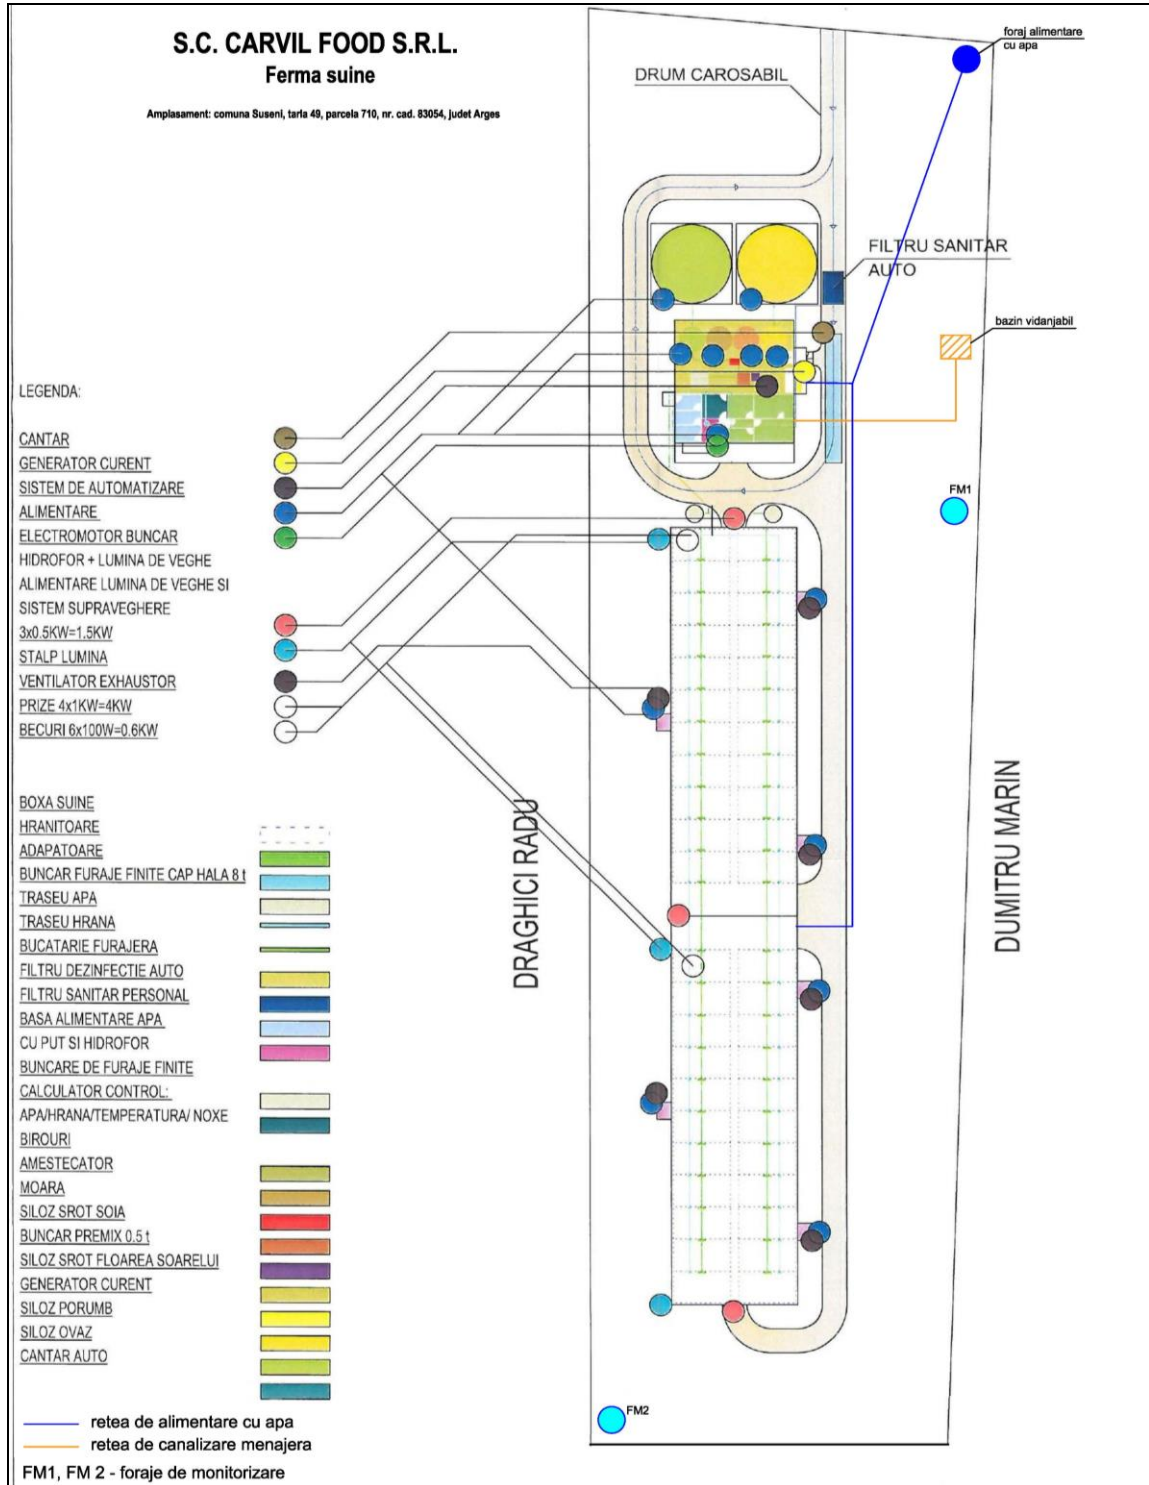 S.C. CARVIL FOOD S.R.L.
Ferma suine
Amplasament: comuna Suseni, tarla 49, parcela 710, nr. cad. 83054, judet Arges
foraj alimentare
cu apa
DRUM CAROSABIL
FILTRU SANITAR
AUTO
bazin vidanjabil
FM1
DRAGHICI RADU
DUMITRU MARIN
FM2
LEGENDA:
CANTAR
GENERATOR CURENT
SISTEM DE AUTOMATIZARE
ALIMENTARE
ELECTROMOTOR BUNCAR
HIDROFOR + LUMINA DE VEGHE
ALIMENTARE LUMINA DE VEGHE SI
SISTEM SUPRAVEGHERE
3x0.5KW=1.5KW
STALP LUMINA
VENTILATOR EXHAUSTOR
PRIZE 4x1KW=4KW
BECURI 6x100W=0.6KW
BOXA SUINE
HRANITOARE
ADAPATOARE
BUNCAR FURAJE FINITE CAP HALA 8 t
TRASEU APA
TRASEU HRANA
BUCATARIE FURAJERA
FILTRU DEZINFECTIE AUTO
FILTRU SANITAR PERSONAL
BASA ALIMENTARE APA
CU PUT SI HIDROFOR
BUNCARE DE FURAJE FINITE
CALCULATOR CONTROL:
APA/HRANA/TEMPERATURA/ NOXE
BIROURI
AMESTECATOR
MOARA
SILOZ SROT SOIA
BUNCAR PREMIX 0.5 t
SILOZ SROT FLOAREA SOARELUI
GENERATOR CURENT
SILOZ PORUMB
SILOZ OVAZ
CANTAR AUTO
retea de alimentare cu apa
retea de canalizare menajera
FM1, FM 2 - foraje de monitorizare